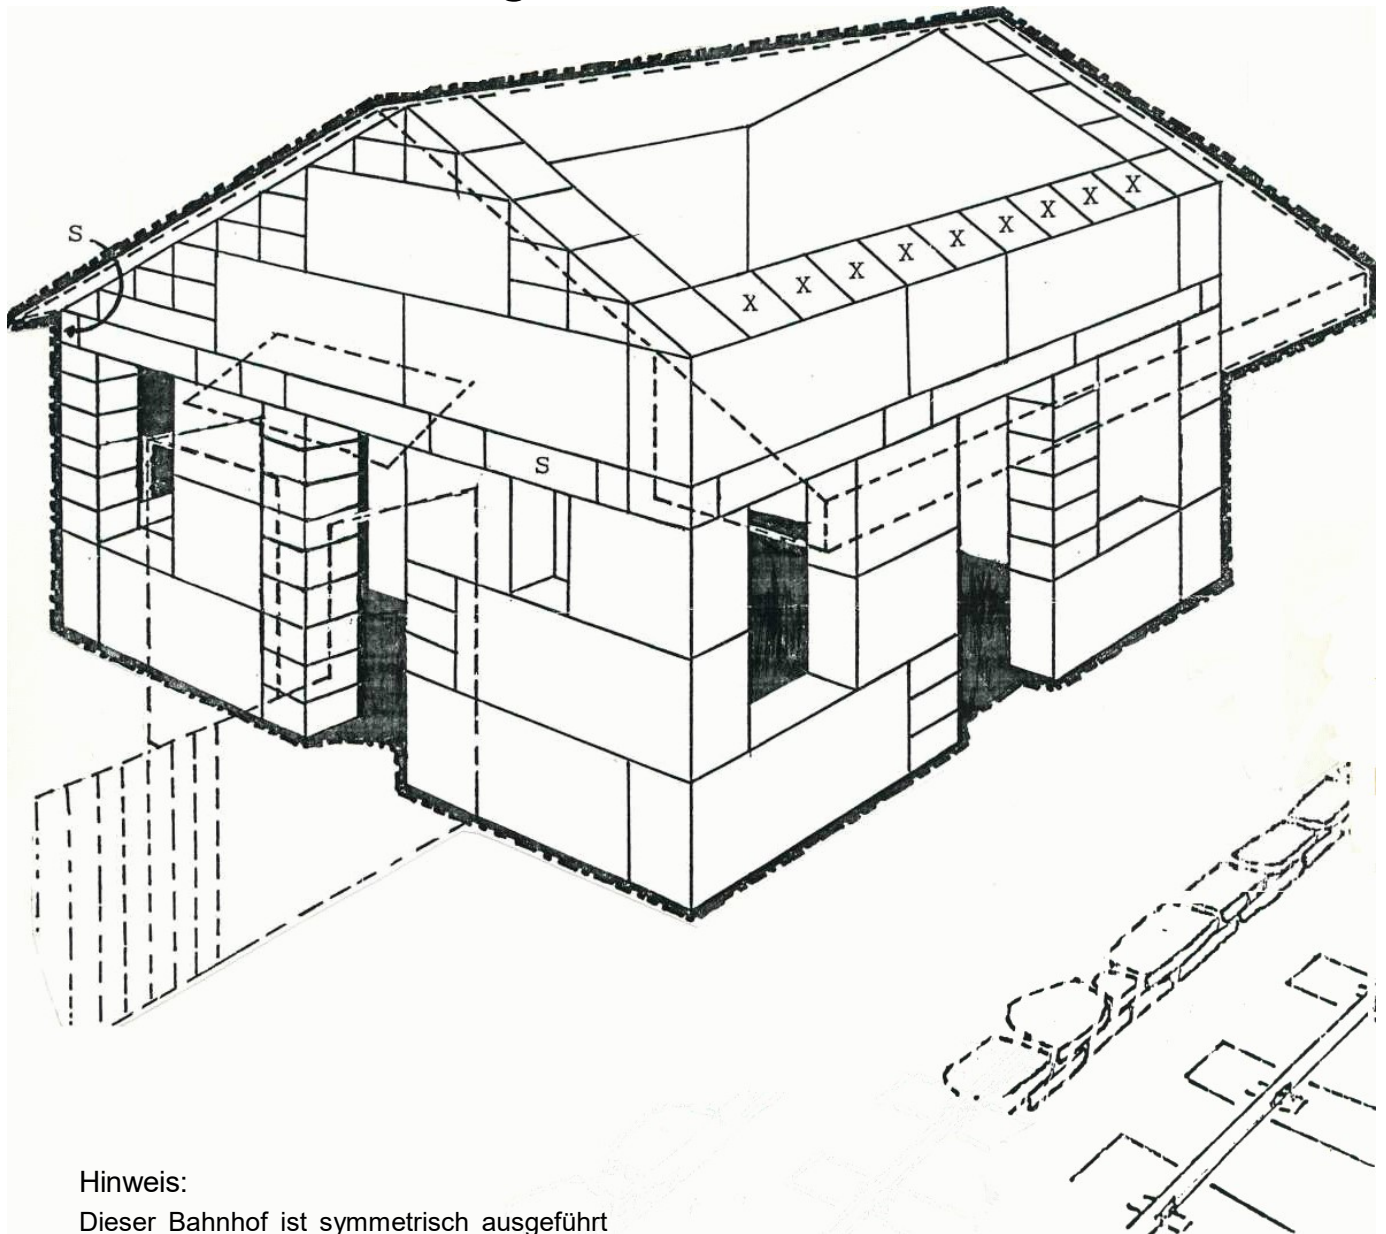 S
X X X X X X X X X
S
Hinweis:
Dieser Bahnhof ist symmetrisch ausgeführt